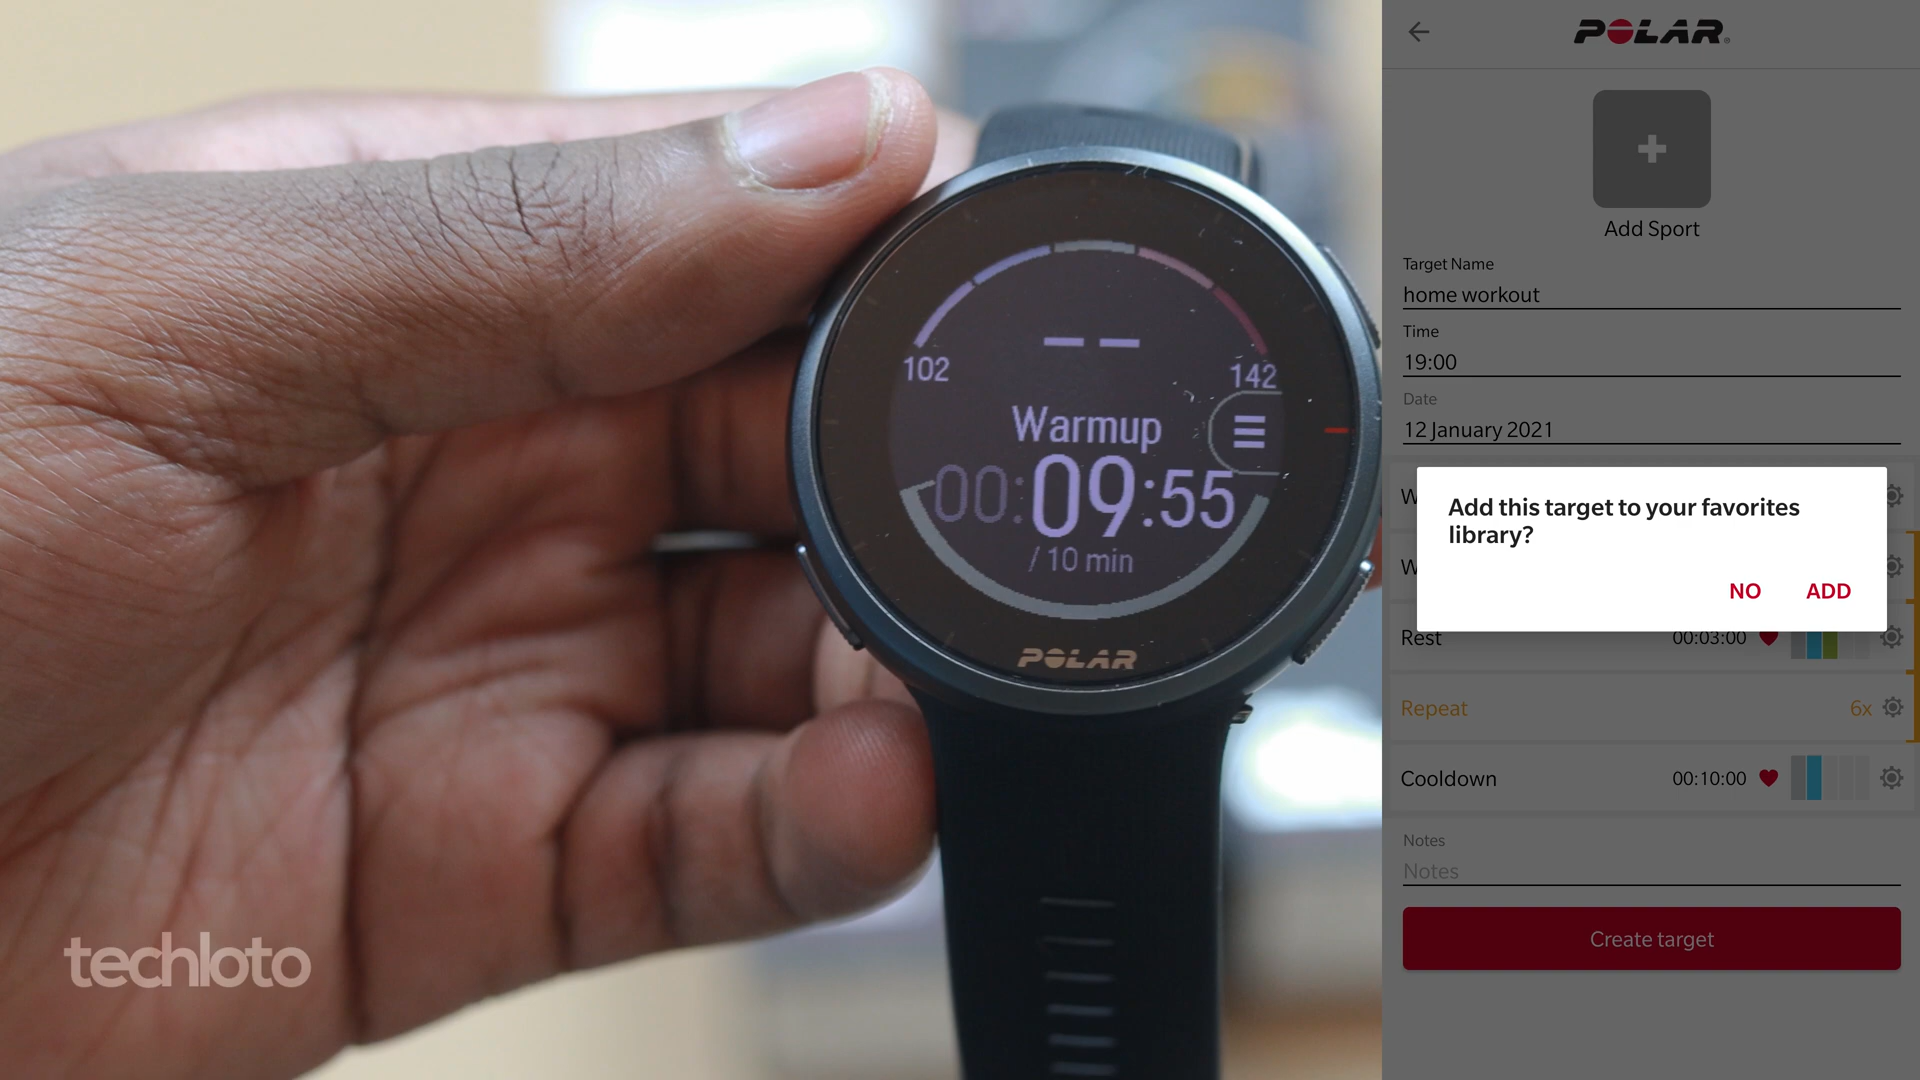 102
142
Warmup
00:09:55
/ 10 min
POLAR
techloto
POLAR
Add Sport
Target Name
home workout
Time
19:00
Date
12 January 2021
W
Add this target to your favorites
library?
W
NO ADD
Rest 00:03:00
Repeat 6x
Cooldown 00:10:00
Notes
Notes
Create target